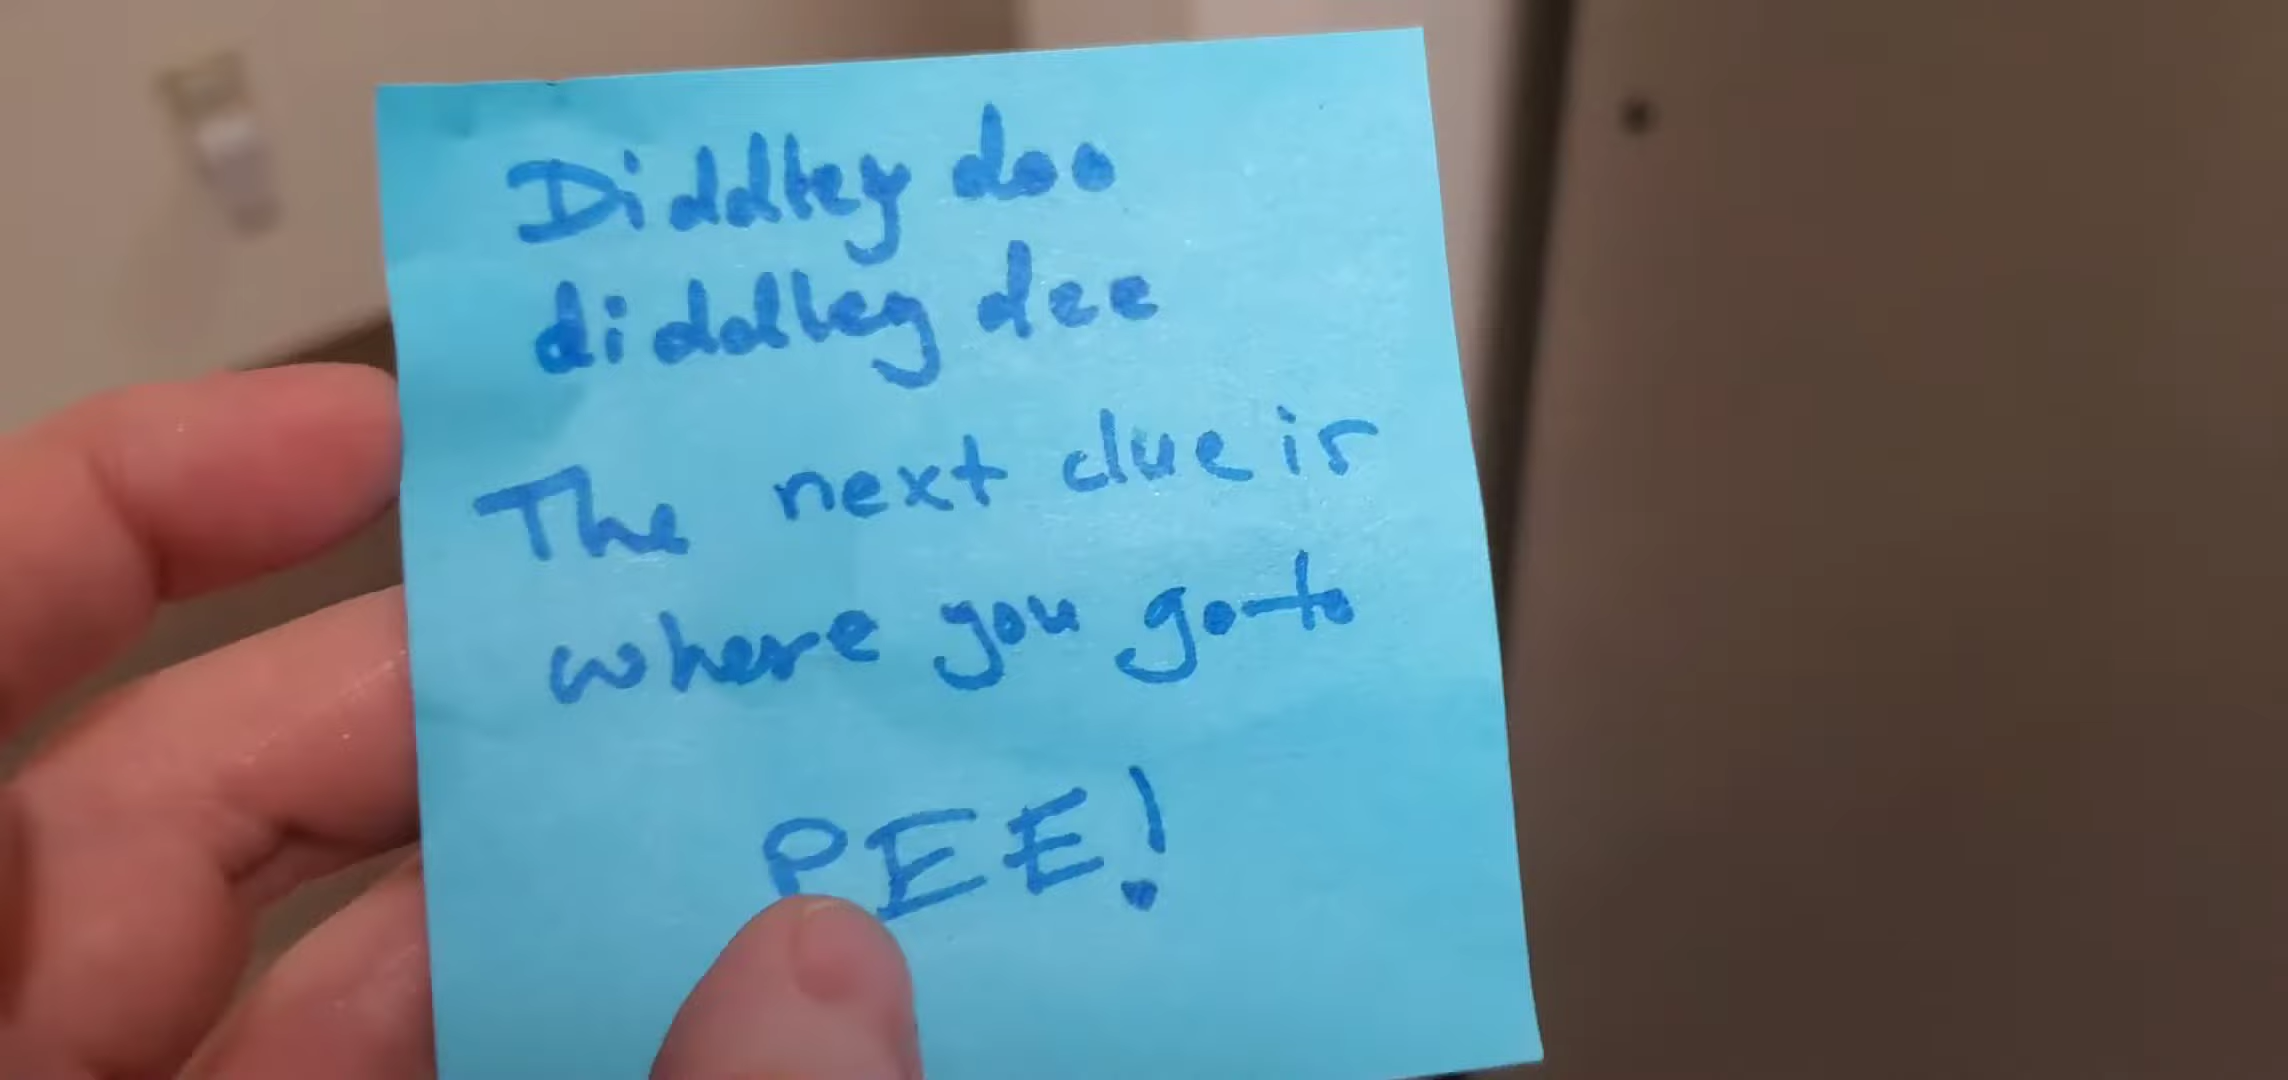 Diddley doo
diddley dee
The next clue is
where you go to
PEE!